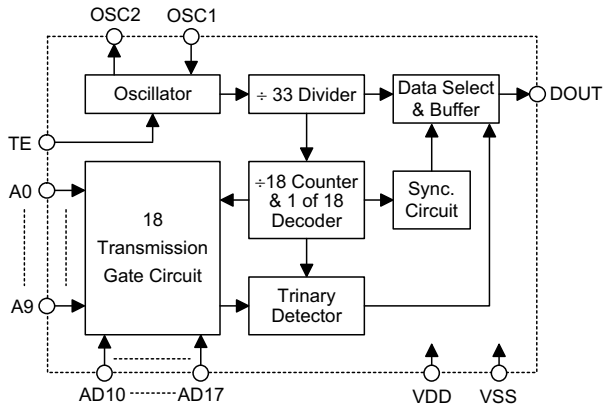 OSC2 OSC1
Oscillator
÷ 33 Divider
Data Select
& Buffer
DOUT
TE
A0
18
Transmission
Gate Circuit
÷18 Counter
& 1 of 18
Decoder
Sync.
Circuit
A9
Trinary
Detector
AD10 AD17
VDD VSS